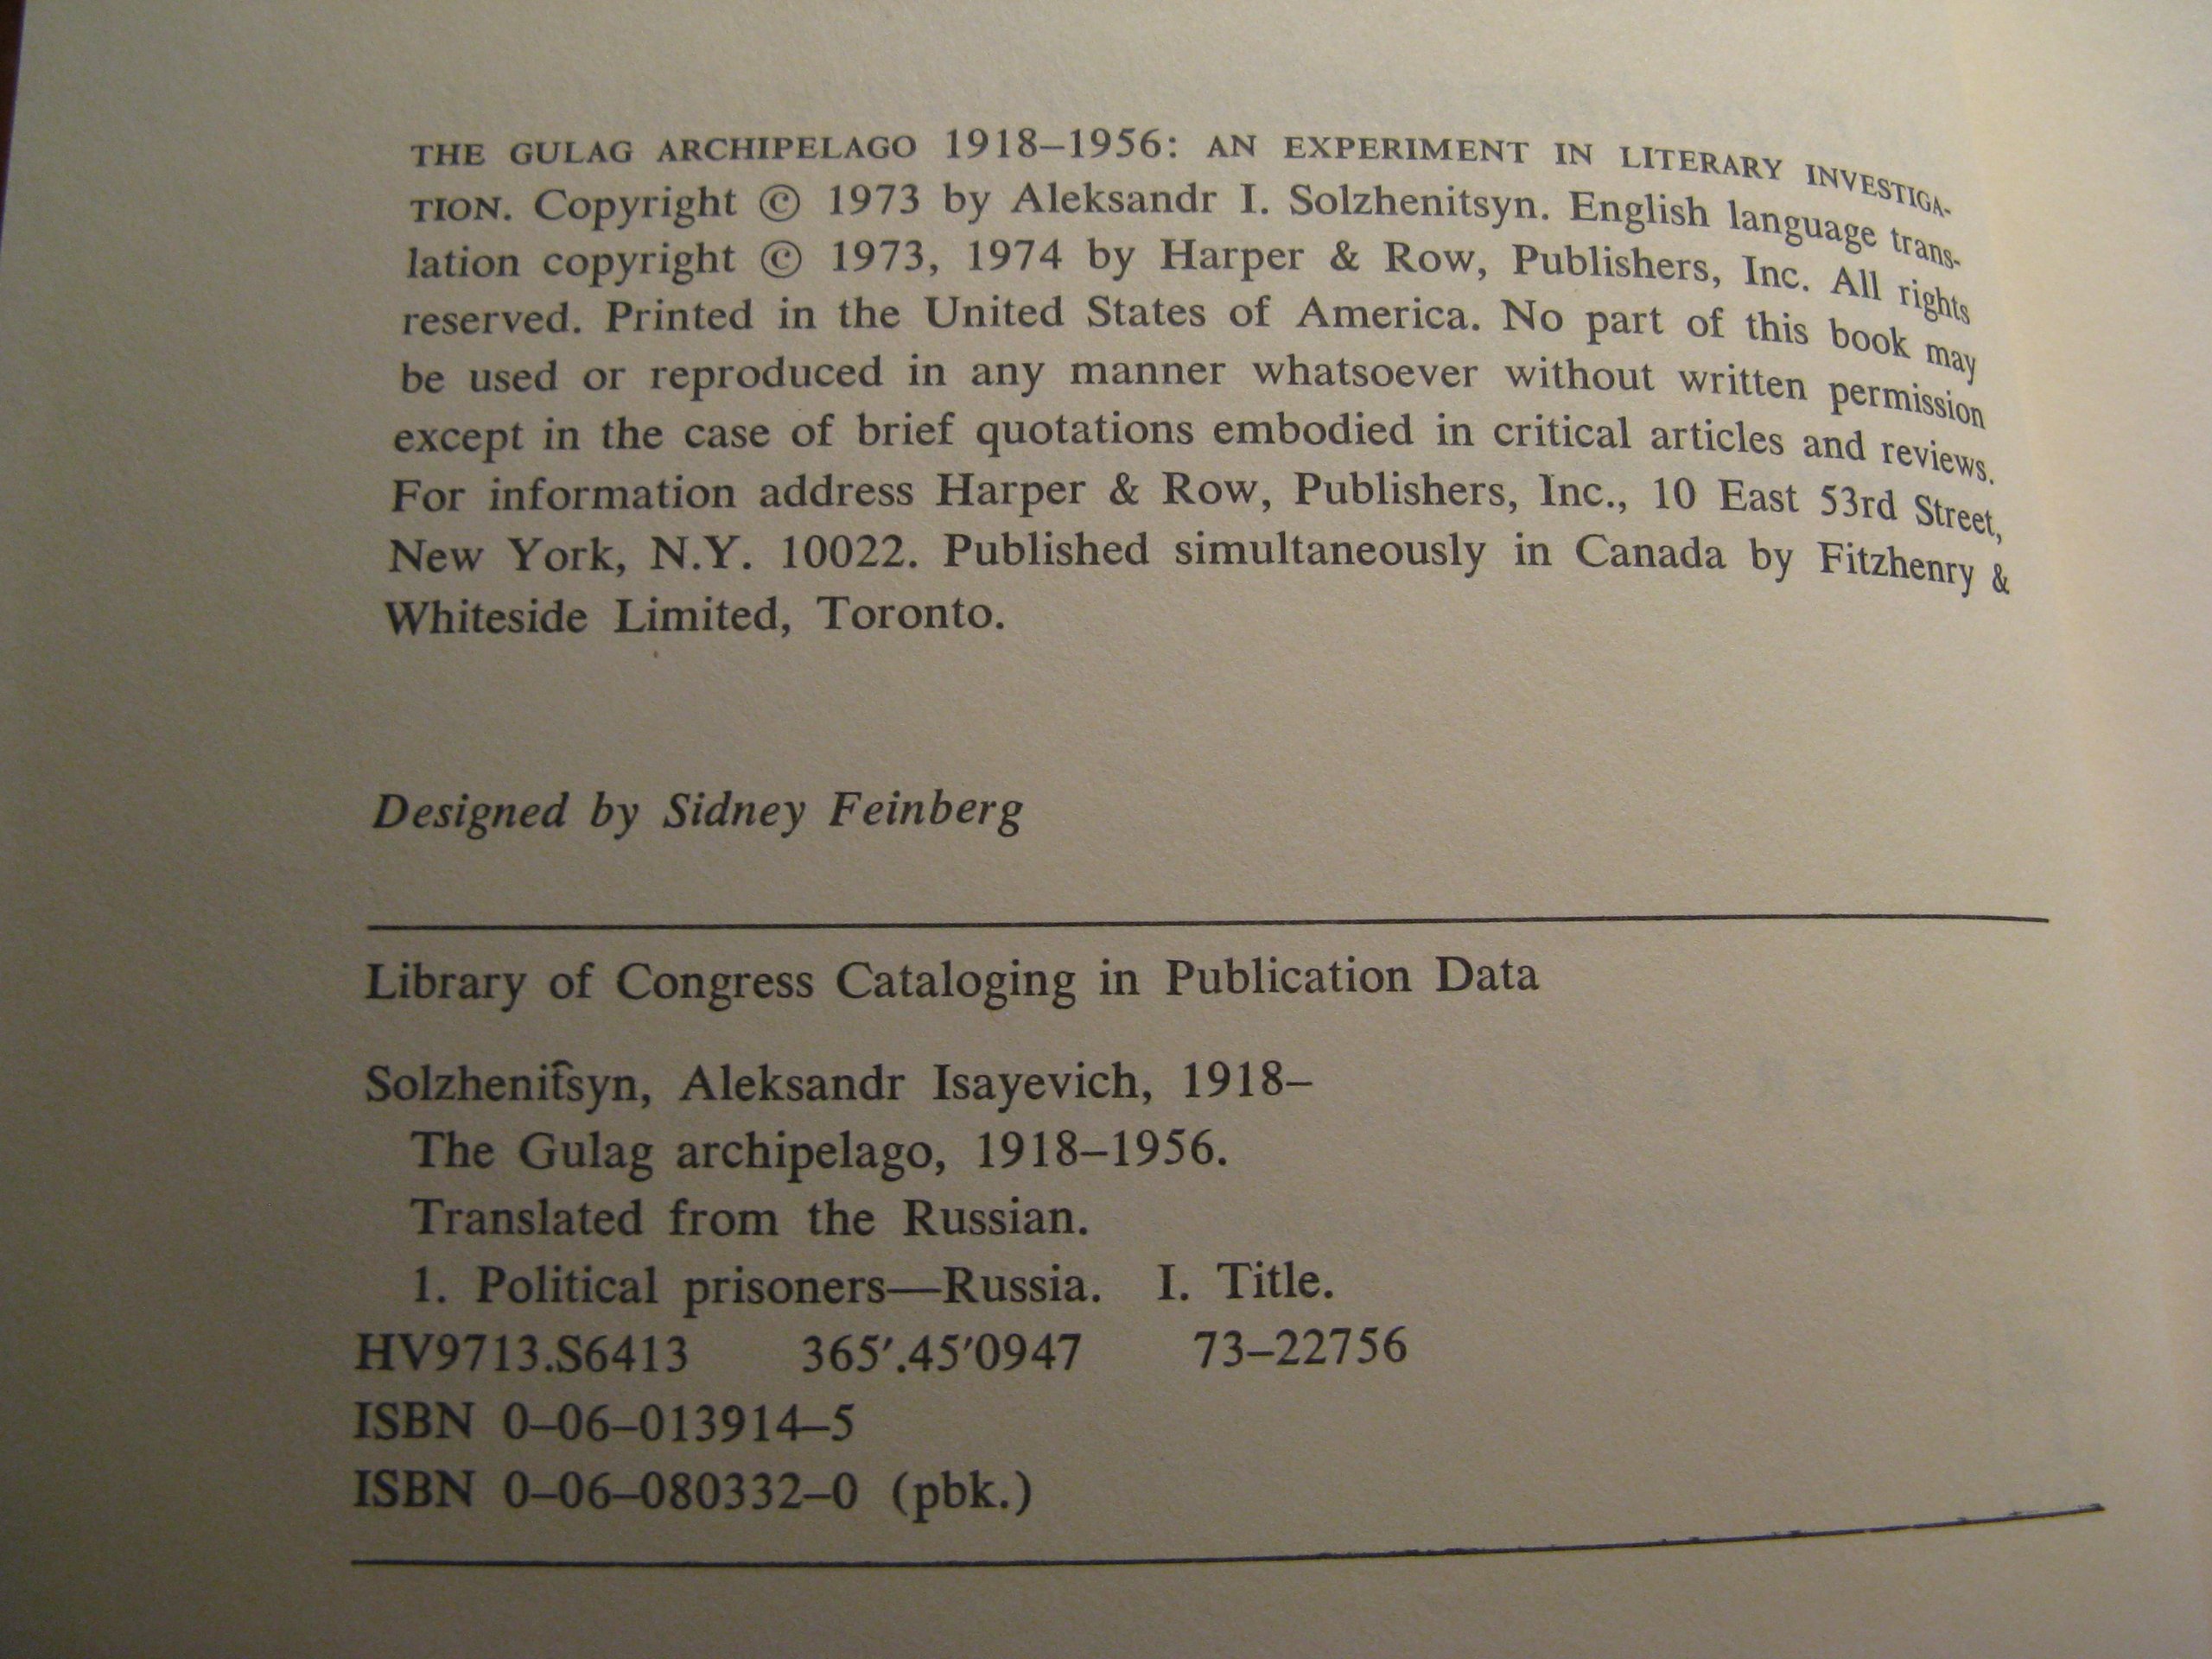 THE GULAG ARCHIPELAGO 1918–1956: AN EXPERIMENT IN LITERARY INVESTIGA-
TION. Copyright © 1973 by Aleksandr I. Solzhenitsyn. English language trans-
lation copyright © 1973, 1974 by Harper & Row, Publishers, Inc. All rights
reserved. Printed in the United States of America. No part of this book may
be used or reproduced in any manner whatsoever without written permission
except in the case of brief quotations embodied in critical articles and reviews.
For information address Harper & Row, Publishers, Inc., 10 East 53rd Street,
New York, N.Y. 10022. Published simultaneously in Canada by Fitzhenry &
Whiteside Limited, Toronto.
Designed by Sidney Feinberg
Library of Congress Cataloging in Publication Data
Solzhenit͡syn, Aleksandr Isayevich, 1918–
The Gulag archipelago, 1918–1956.
Translated from the Russian.
1. Political prisoners—Russia. I. Title.
HV9713.S6413 365′.45′0947 73–22756
ISBN 0–06–013914–5
ISBN 0–06–080332–0 (pbk.)